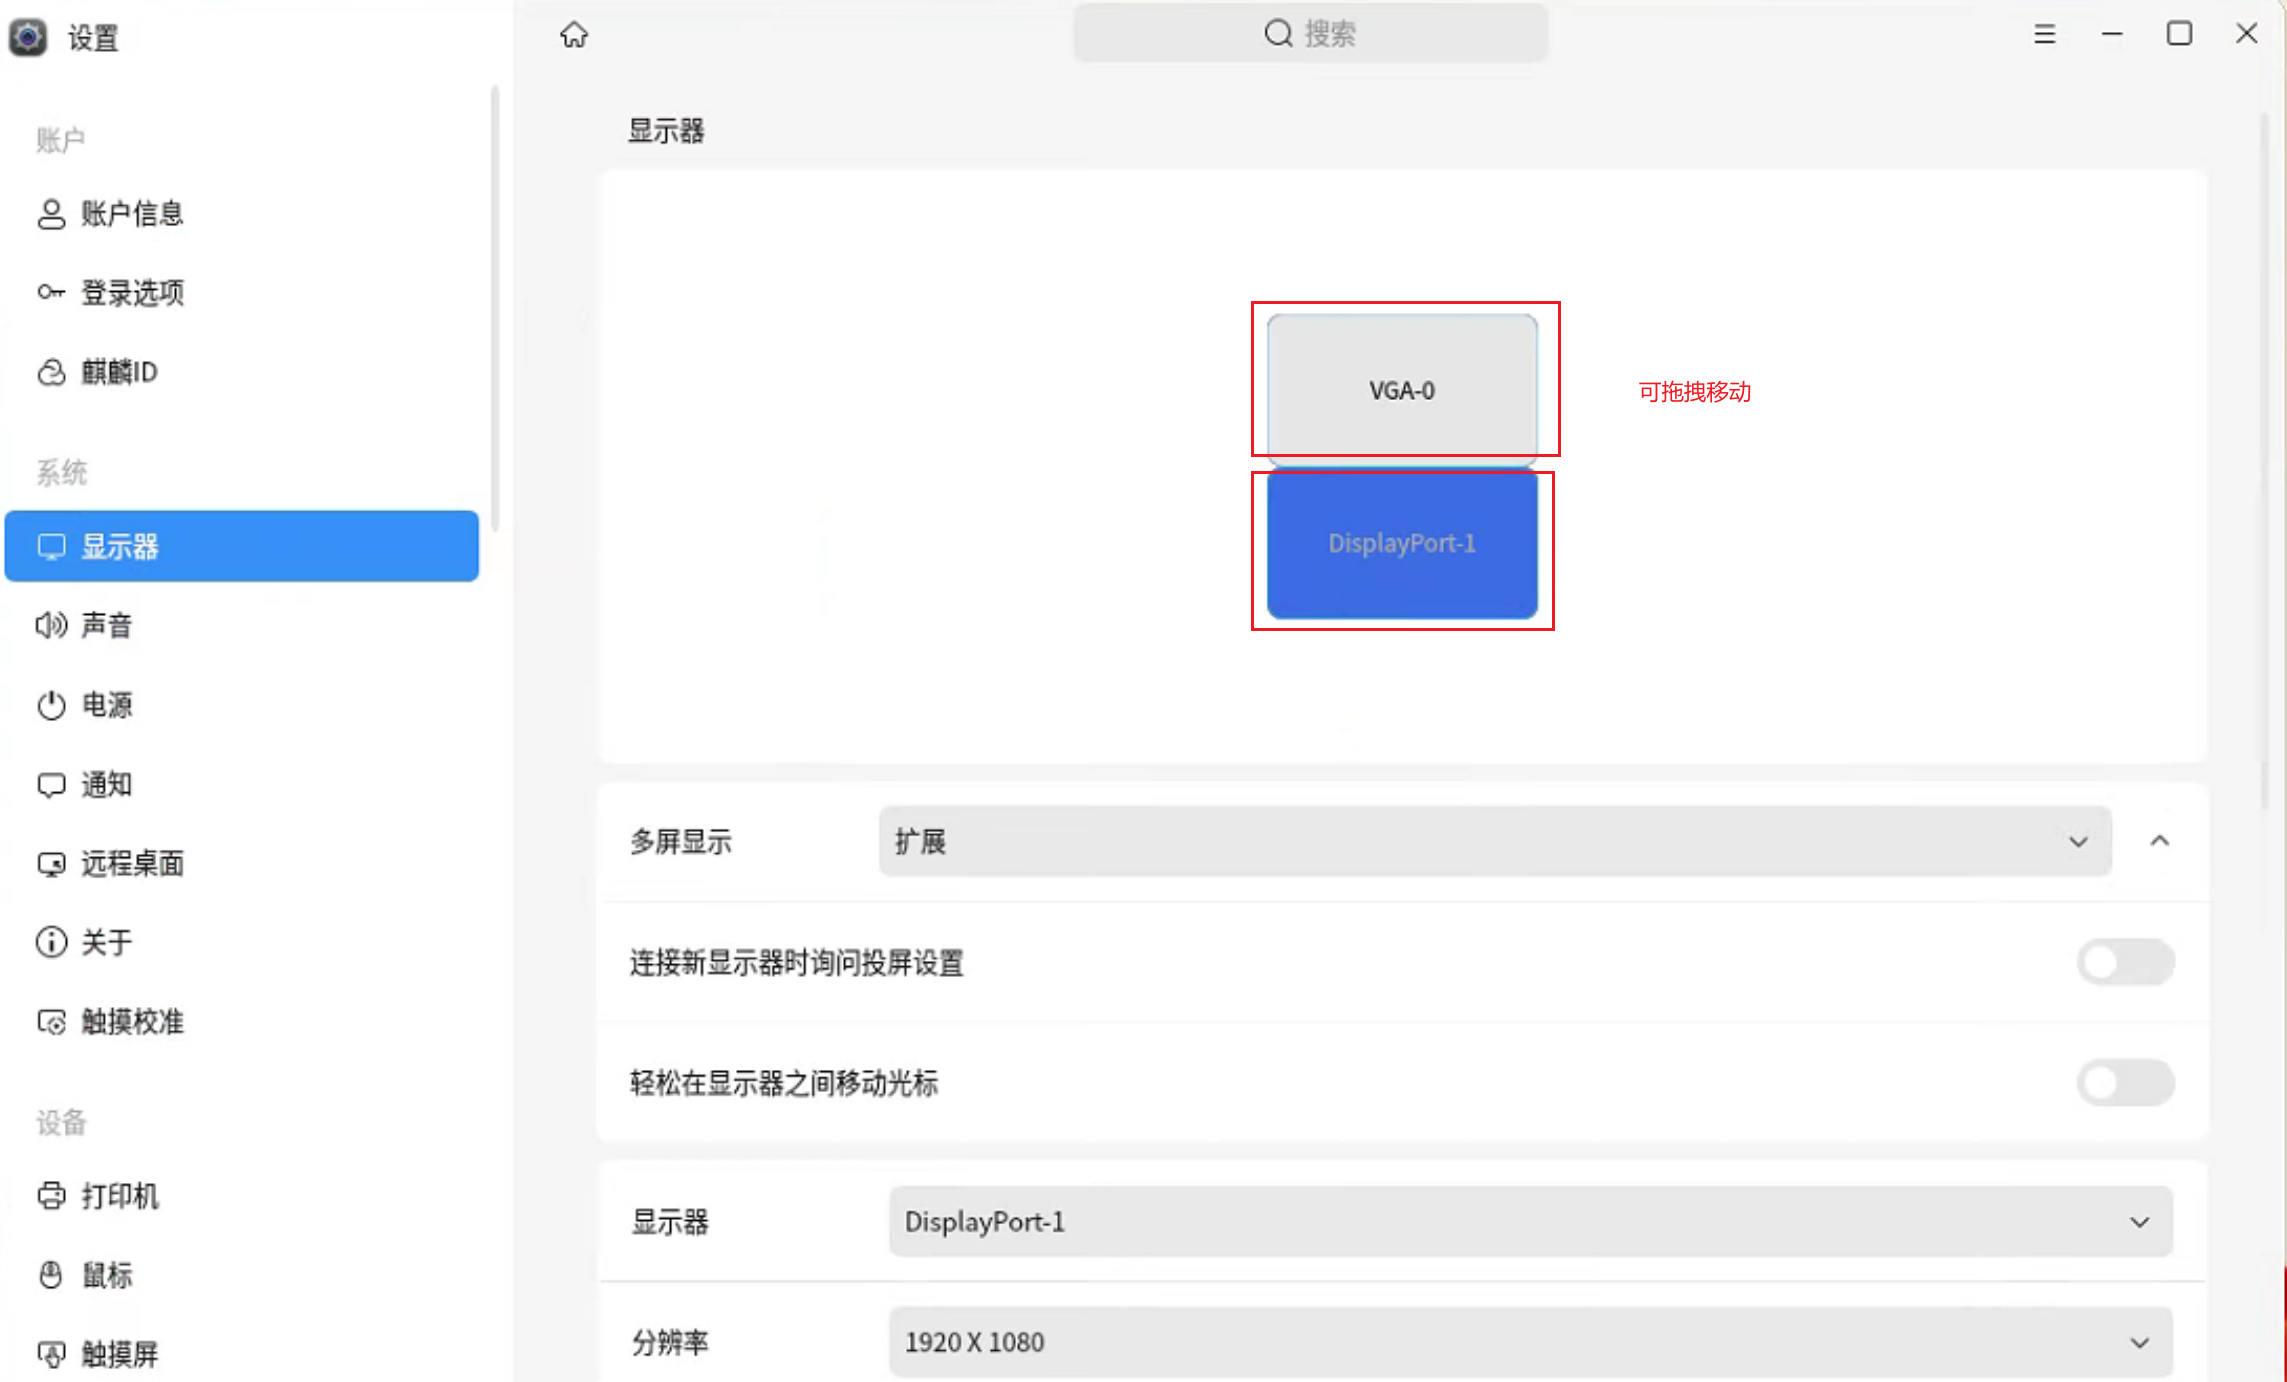 设置
搜索
账户
账户信息
登录选项
麒麟ID
系统
显示器
声音
电源
通知
远程桌面
关于
触摸校准
设备
打印机
鼠标
触摸屏
显示器
VGA-0
可拖拽移动
DisplayPort-1
多屏显示
扩展
连接新显示器时询问投屏设置
轻松在显示器之间移动光标
显示器
DisplayPort-1
分辨率
1920 X 1080